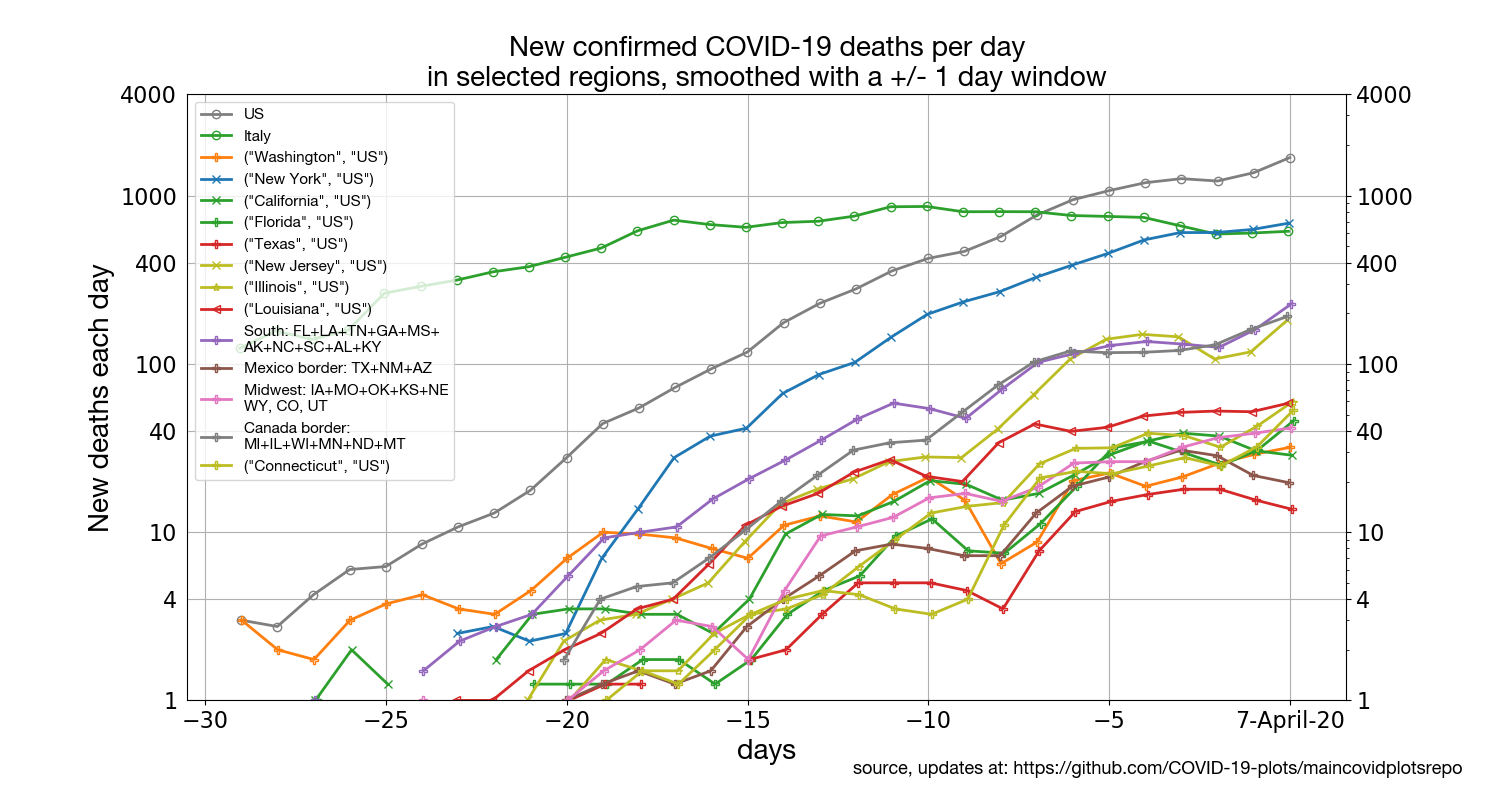 New confirmed COVID-19 deaths per day
in selected regions, smoothed with a +/- 1 day window
4000
1000
400
100
40
10
4
1
New deaths each day
US
Italy
("Washington", "US")
("New York", "US")
("California", "US")
("Florida", "US")
("Texas", "US")
("New Jersey", "US")
("Illinois", "US")
("Louisiana", "US")
South: FL+LA+TN+GA+MS+
AK+NC+SC+AL+KY
Mexico border: TX+NM+AZ
Midwest: IA+MO+OK+KS+NE
WY, CO, UT
Canada border:
MI+IL+WI+MN+ND+MT
("Connecticut", "US")
4000
1000
400
100
40
10
4
1
−30 −25 −20 −15 −10 −5 7-April-20
days
source, updates at: https://github.com/COVID-19-plots/maincovidplotsrepo